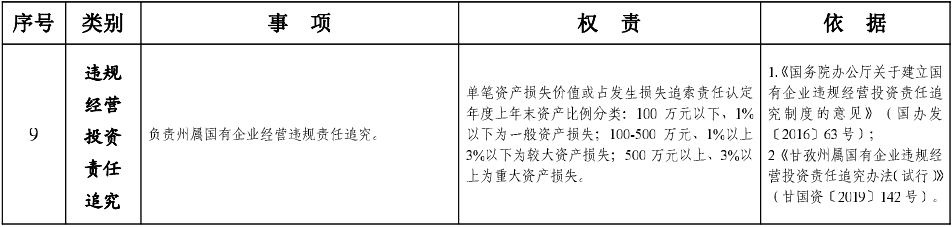 序号 类别 事 项 权 责 依 据
9
违规
经营
投资
责任
追究
负责州属国有企业经营违规责任追究。
单笔资产损失价值或占发生损失追索责任认定
年度上年末资产比例分类：100 万元以下、1%
以下为一般资产损失；100-500 万元、1%以上
3%以下为较大资产损失；500 万元以上、3%以
上为重大资产损失。
1.《国务院办公厅关于建立国
有企业违规经营投资责任追
究制度的意见》（国办发
〔2016〕63 号）；
2《甘孜州属国有企业违规经
营投资责任追究办法（试行）》
（甘国资〔2019〕142 号）。